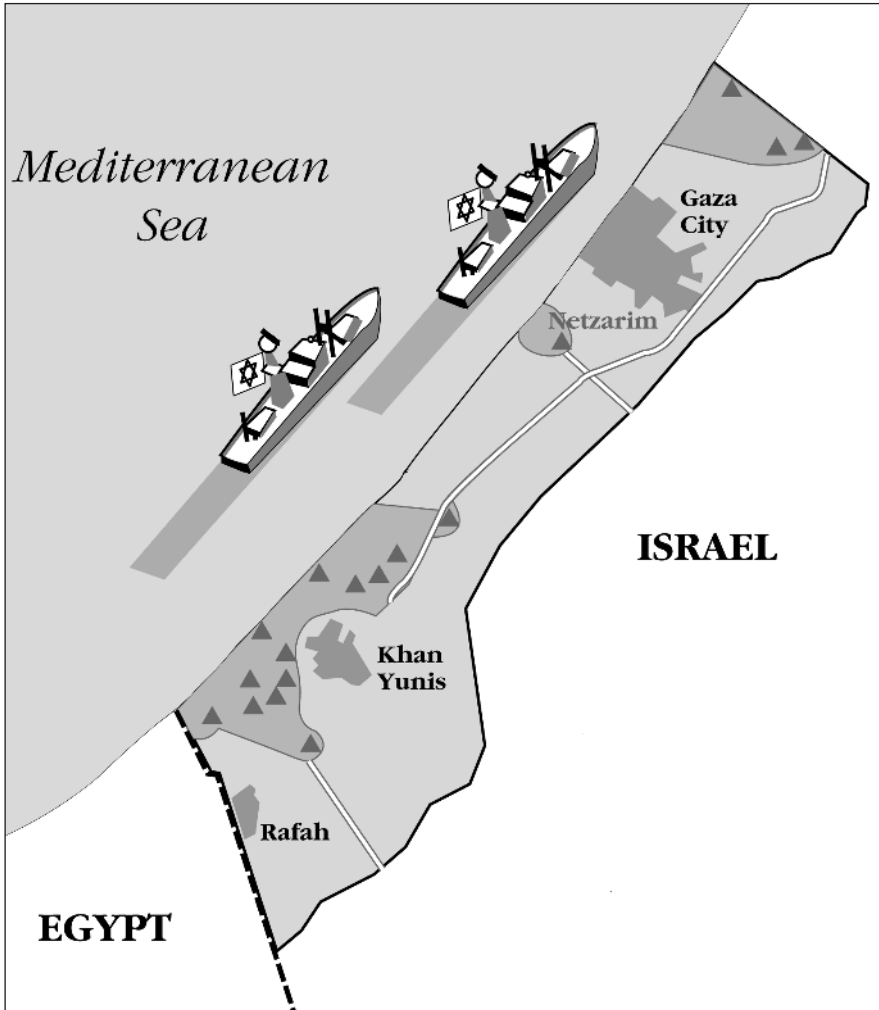 Mediterranean
Sea
Gaza
City
Netzarim
ISRAEL
Khan
Yunis
Rafah
EGYPT